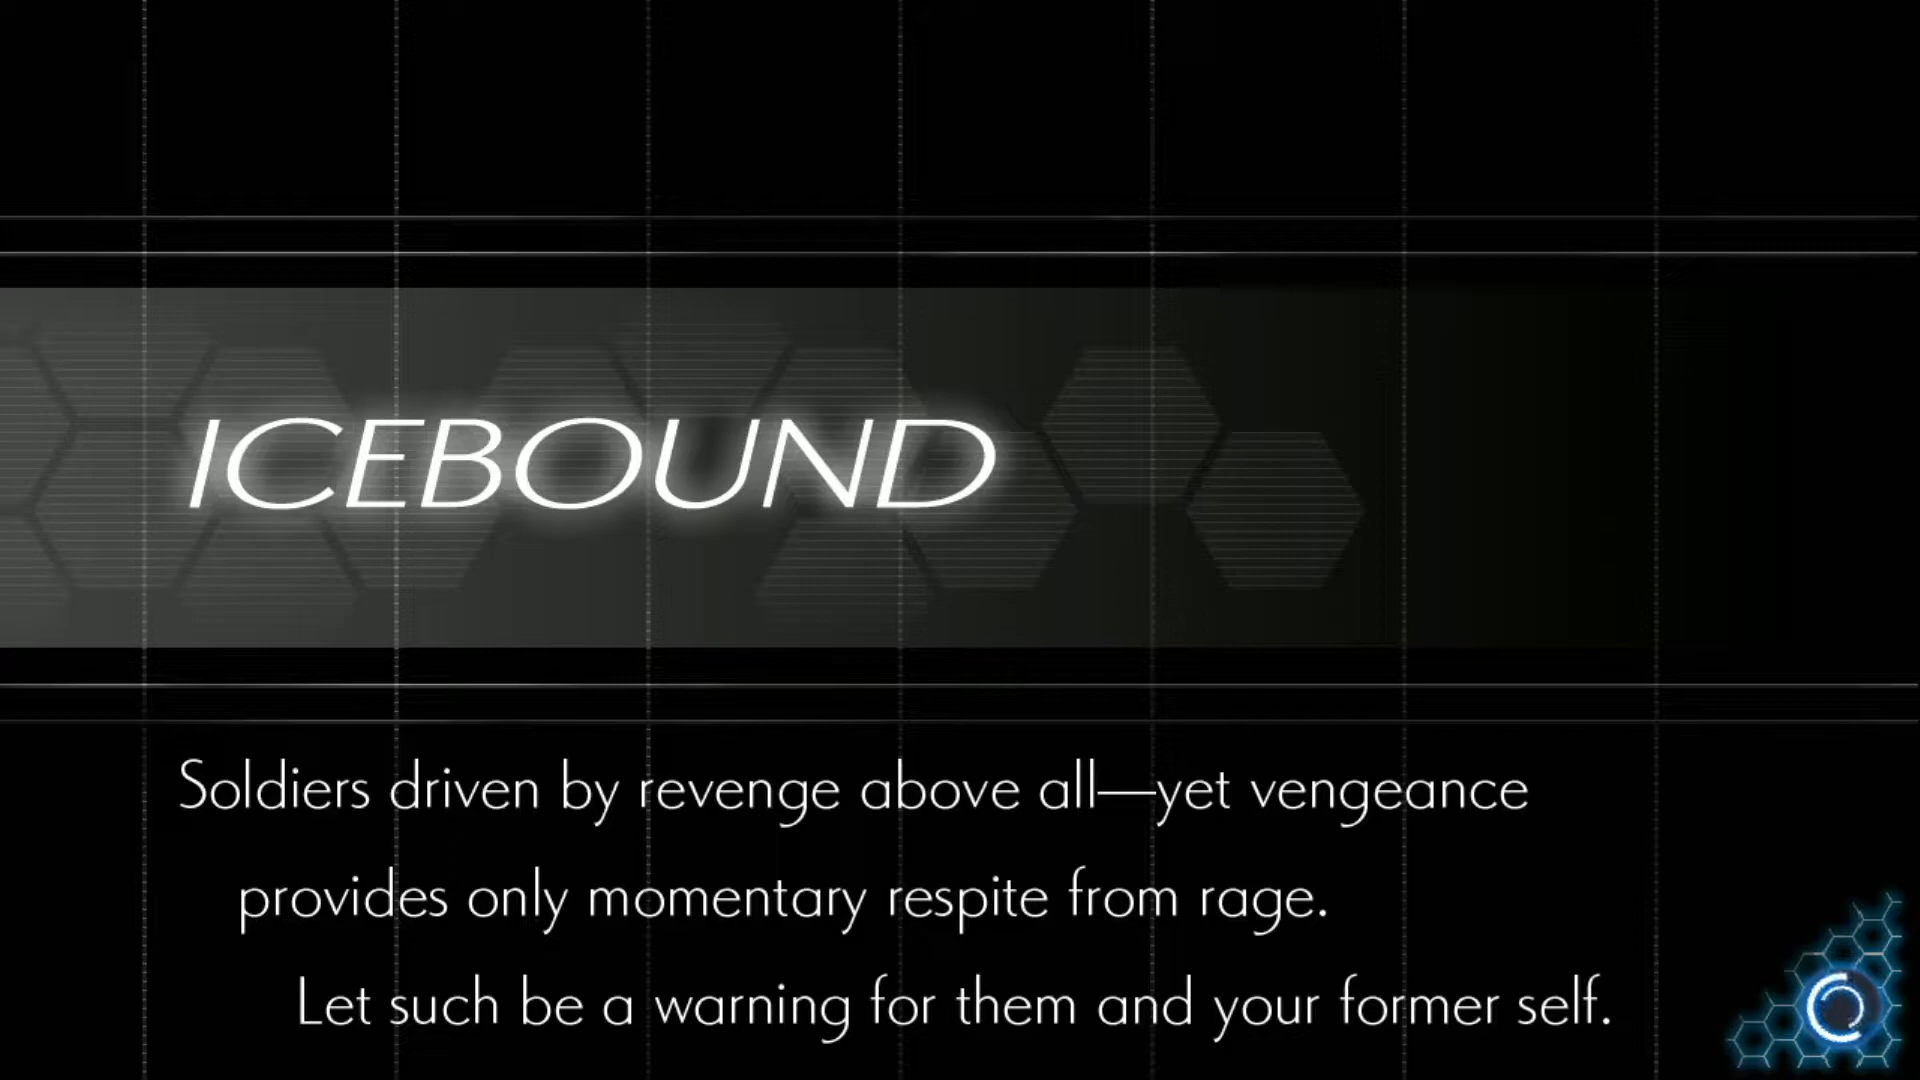 ICEBOUND
Soldiers driven by revenge above all—yet vengeance
provides only momentary respite from rage.
Let such be a warning for them and your former self.